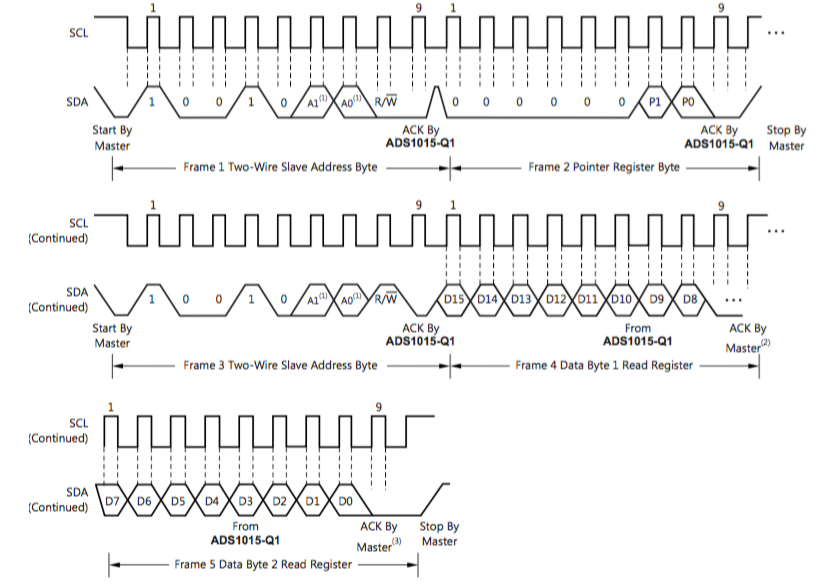 1 9 1 9
SCL ...
SDA 1 0 0 1 0 A1(1) A0(1) R/W̅ 0 0 0 0 0 0 P1 P0
Start By ACK By ACK By Stop By
Master ADS1015-Q1 ADS1015-Q1 Master
Frame 1 Two-Wire Slave Address Byte Frame 2 Pointer Register Byte
1 9 1 9
SCL
(Continued) ...
SDA
(Continued) 1 0 0 1 0 A1(1) A0(1) R/W̅ D15 D14 D13 D12 D11 D10 D9 D8 ...
Start By ACK By From ACK By
Master ADS1015-Q1 ADS1015-Q1 Master(2)
Frame 3 Two-Wire Slave Address Byte Frame 4 Data Byte 1 Read Register
1 9
SCL
(Continued)
SDA
(Continued) D7 D6 D5 D4 D3 D2 D1 D0
From ACK By Stop By
ADS1015-Q1 Master(3) Master
Frame 5 Data Byte 2 Read Register